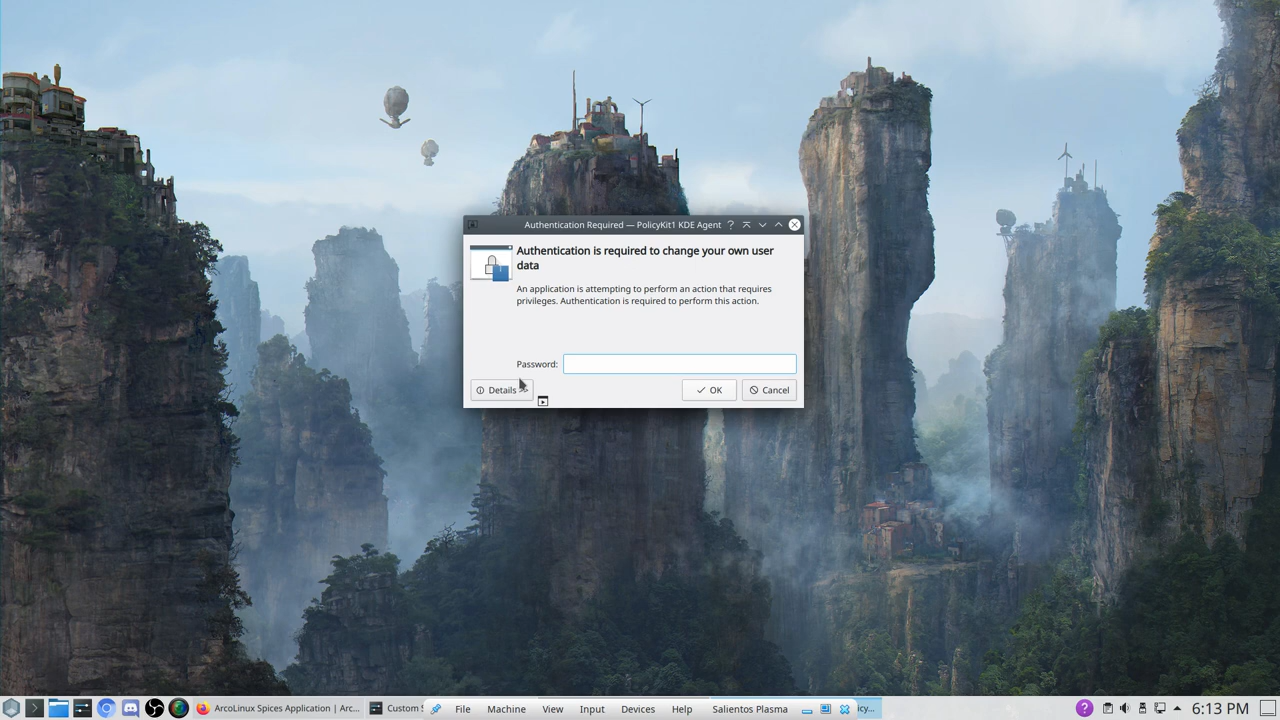 Authentication Required — PolicyKit1 KDE Agent
Authentication is required to change your own user
data
An application is attempting to perform an action that requires
privileges. Authentication is required to perform this action.
Password:
Details
OK
Cancel
ArcoLinux Spices Application | Arc...
Custom
File
Machine
View
Input
Devices
Help
Salientos Plasma
6:13 PM